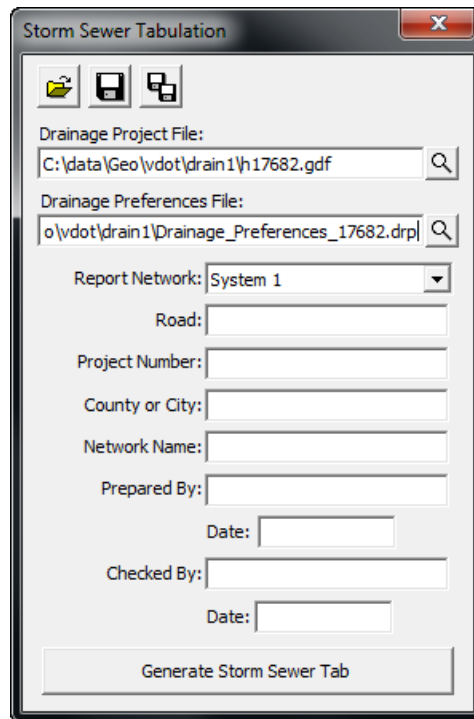 Storm Sewer Tabulation
Drainage Project File:
C:\data\Geo\vdot\drain1\h17682.gdf
Drainage Preferences File:
o\vdot\drain1\Drainage_Preferences_17682.drp
Report Network: System 1
Road:
Project Number:
County or City:
Network Name:
Prepared By:
Date:
Checked By:
Date:
Generate Storm Sewer Tab